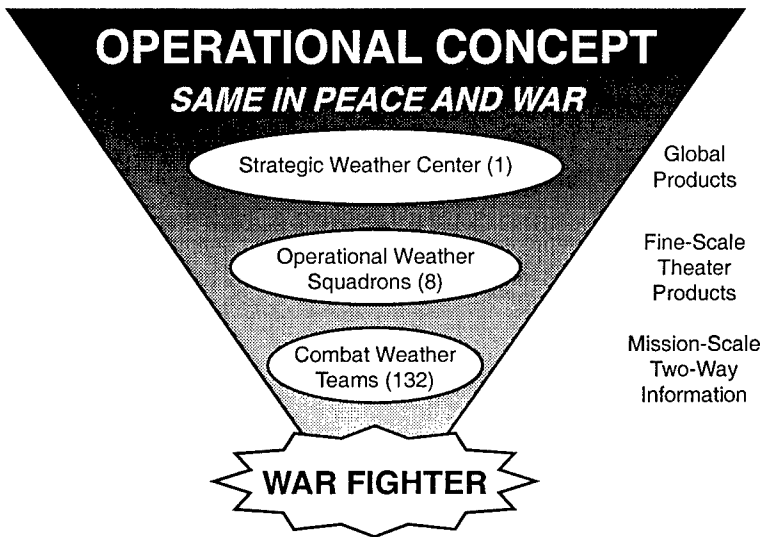 OPERATIONAL CONCEPT
SAME IN PEACE AND WAR
Strategic Weather Center (1)
Global
Products
Operational Weather
Squadrons (8)
Fine-Scale
Theater
Products
Combat Weather
Teams (132)
Mission-Scale
Two-Way
Information
WAR FIGHTER